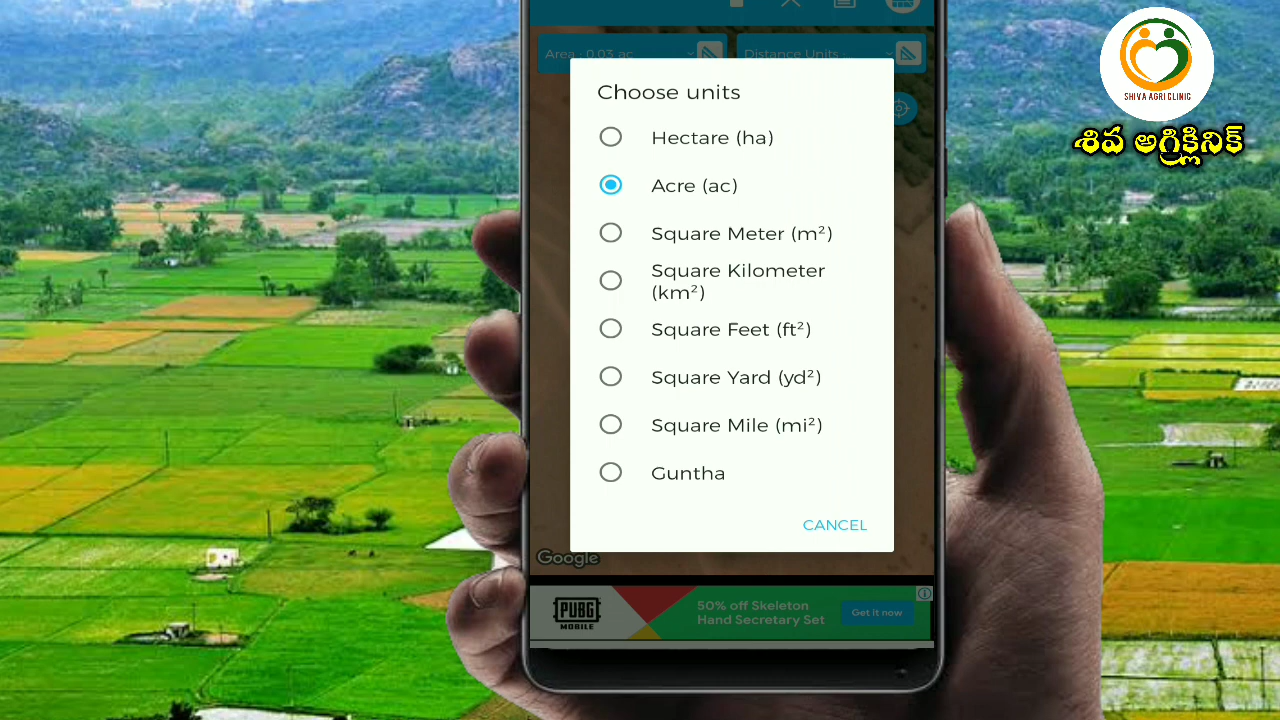 Area : 0.03 ac
Distance Units :
Choose units
Hectare (ha)
Acre (ac)
Square Meter (m²)
Square Kilometer
(km²)
Square Feet (ft²)
Square Yard (yd²)
Square Mile (mi²)
Guntha
CANCEL
Google
PUBG
MOBILE
50% off Skeleton
Hand Secretary Set
Get it now
SHIVA AGRI CLINIC
శివ అగ్రిక్లినిక్